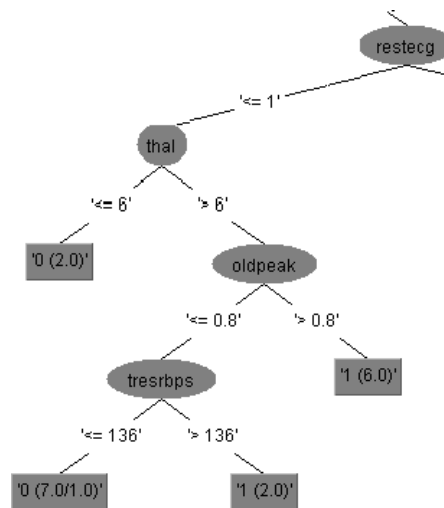 restecg
'<= 1'
thal
'<= 6'
'> 6'
'0 (2.0)'
oldpeak
'<= 0.8'
'> 0.8'
tresrbps
'1 (6.0)'
'<= 136'
'> 136'
'0 (7.0/1.0)'
'1 (2.0)'